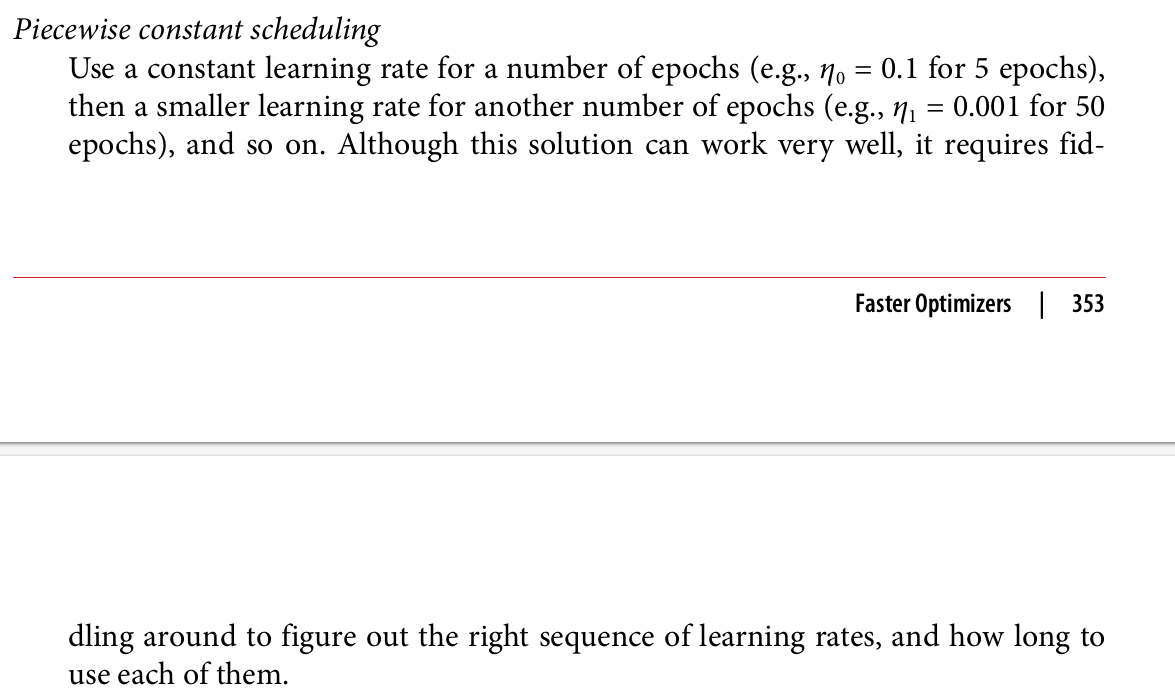 Piecewise constant scheduling
Use a constant learning rate for a number of epochs (e.g., η₀ = 0.1 for 5 epochs),
then a smaller learning rate for another number of epochs (e.g., η₁ = 0.001 for 50
epochs), and so on. Although this solution can work very well, it requires fid-
Faster Optimizers | 353
dling around to figure out the right sequence of learning rates, and how long to
use each of them.